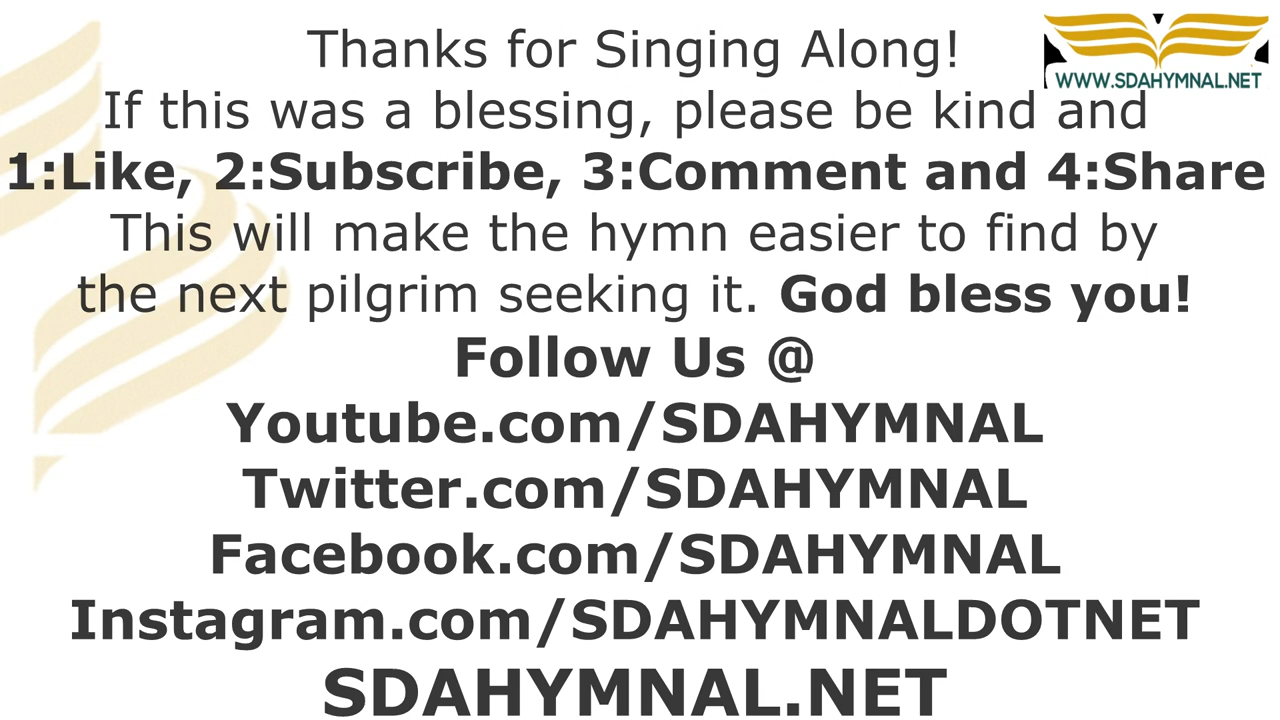 Thanks for Singing Along!
WWW.SDAHYMNAL.NET
If this was a blessing, please be kind and
1:Like, 2:Subscribe, 3:Comment and 4:Share
This will make the hymn easier to find by
the next pilgrim seeking it. God bless you!
Follow Us @
Youtube.com/SDAHYMNAL
Twitter.com/SDAHYMNAL
Facebook.com/SDAHYMNAL
Instagram.com/SDAHYMNALDOTNET
SDAHYMNAL.NET